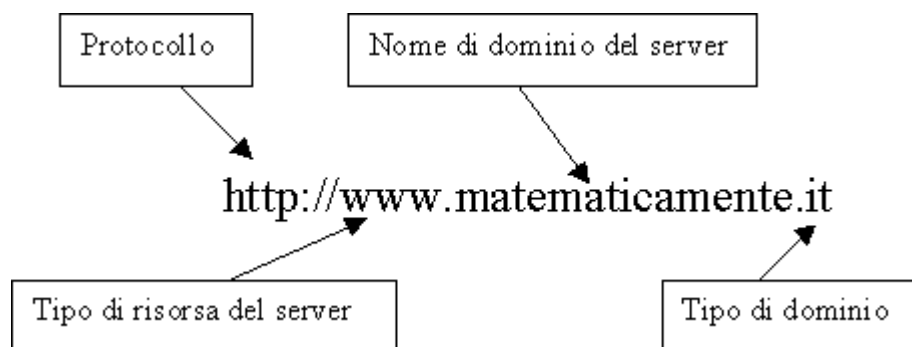 Protocollo
Nome di dominio del server
http://www.matematicamente.it
Tipo di risorsa del server
Tipo di dominio